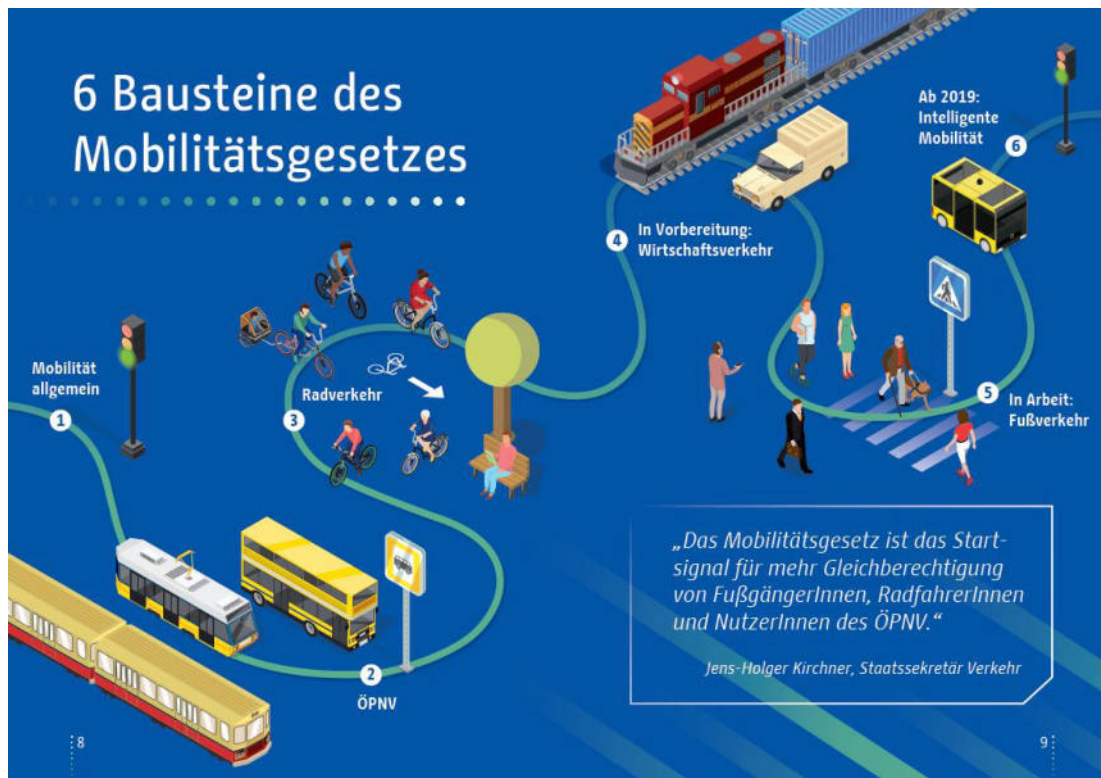 6 Bausteine des
Mobilitätsgesetzes
Mobilität
allgemein
1
2
ÖPNV
3
Radverkehr
4
In Vorbereitung:
Wirtschaftsverkehr
5
In Arbeit:
Fußverkehr
Ab 2019:
Intelligente
Mobilität
6
„Das Mobilitätsgesetz ist das Start-
signal für mehr Gleichberechtigung
von FußgängerInnen, RadfahrerInnen
und NutzerInnen des ÖPNV.“
Jens-Holger Kirchner, Staatssekretär Verkehr
8
9